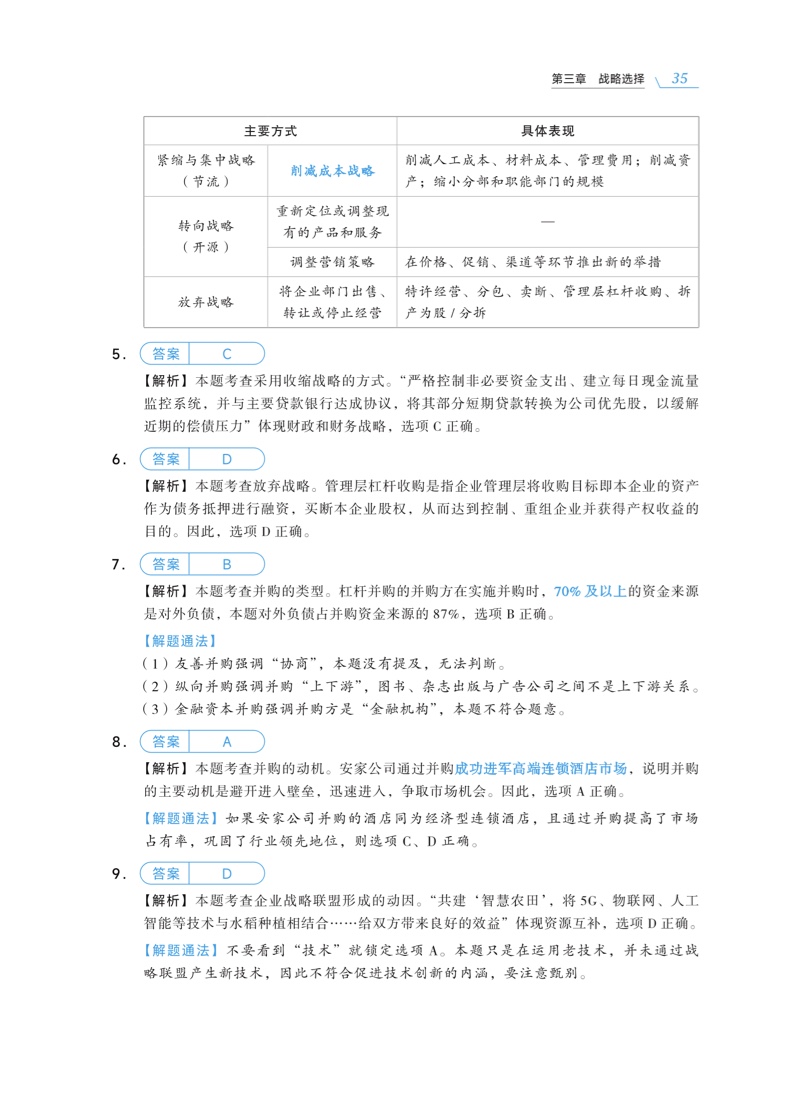 第三章 战略选择 35
主要方式 具体表现
紧缩与集中战略
（节流）
削减成本战略
削减人工成本、材料成本、管理费用；削减资
产；缩小分部和职能部门的规模
转向战略
（开源）
重新定位或调整现
有的产品和服务
—
调整营销策略
在价格、促销、渠道等环节推出新的举措
放弃战略
将企业部门出售、
转让或停止经营
特许经营、分包、卖断、管理层杠杆收购、拆
产为股 / 分拆
5. 答案 C
【解析】本题考查采用收缩战略的方式。“严格控制非必要资金支出、建立每日现金流量
监控系统，并与主要贷款银行达成协议，将其部分短期贷款转换为公司优先股，以缓解
近期的偿债压力”体现财政和财务战略，选项 C 正确。
6. 答案 D
【解析】本题考查放弃战略。管理层杠杆收购是指企业管理层将收购目标即本企业的资产
作为债务抵押进行融资，买断本企业股权，从而达到控制、重组企业并获得产权收益的
目的。因此，选项 D 正确。
7. 答案 B
【解析】本题考查并购的类型。杠杆并购的并购方在实施并购时，70% 及以上的资金来源
是对外负债，本题对外负债占并购资金来源的 87%，选项 B 正确。
【解题通法】
（1）友善并购强调“协商”，本题没有提及，无法判断。
（2）纵向并购强调并购“上下游”，图书、杂志出版与广告公司之间不是上下游关系。
（3）金融资本并购强调并购方是“金融机构”，本题不符合题意。
8. 答案 A
【解析】本题考查并购的动机。安家公司通过并购成功进军高端连锁酒店市场，说明并购
的主要动机是避开进入壁垒，迅速进入，争取市场机会。因此，选项 A 正确。
【解题通法】如果安家公司并购的酒店同为经济型连锁酒店，且通过并购提高了市场
占有率，巩固了行业领先地位，则选项 C、D 正确。
9. 答案 D
【解析】本题考查企业战略联盟形成的动因。“共建‘智慧农田’，将 5G、物联网、人工
智能等技术与水稻种植相结合……给双方带来良好的效益”体现资源互补，选项 D 正确。
【解题通法】不要看到“技术”就锁定选项 A。本题只是在运用老技术，并未通过战
略联盟产生新技术，因此不符合促进技术创新的内涵，要注意甄别。